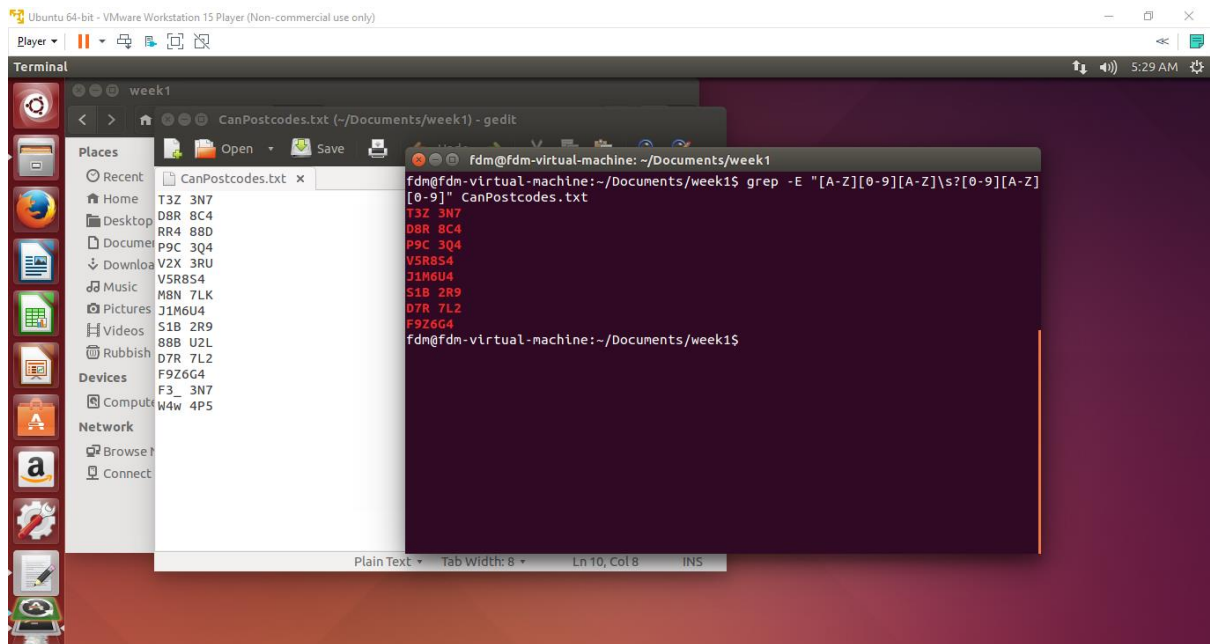 Ubuntu 64-bit - VMware Workstation 15 Player (Non-commercial use only)
Player
Terminal
5:29 AM
week1
CanPostcodes.txt (~/Documents/week1) - gedit
Open
Save
Undo
Places
Recent
Home
Desktop
Documen
Downloa
Music
Pictures
Videos
Rubbish
Devices
Compute
Network
Browse N
Connect
CanPostcodes.txt x
T3Z 3N7
D8R 8C4
RR4 88D
P9C 3Q4
V2X 3RU
V5R8S4
M8N 7LK
J1M6U4
S1B 2R9
88B U2L
D7R 7L2
F9Z6G4
F3_ 3N7
W4w 4P5
Plain Text
Tab Width: 8
Ln 10, Col 8
INS
fdm@fdm-virtual-machine: ~/Documents/week1
fdm@fdm-virtual-machine:~/Documents/week1$ grep -E "[A-Z][0-9][A-Z]\s?[0-9][A-Z]
[0-9]" CanPostcodes.txt
T3Z 3N7
D8R 8C4
P9C 3Q4
V5R8S4
J1M6U4
S1B 2R9
D7R 7L2
F9Z6G4
fdm@fdm-virtual-machine:~/Documents/week1$